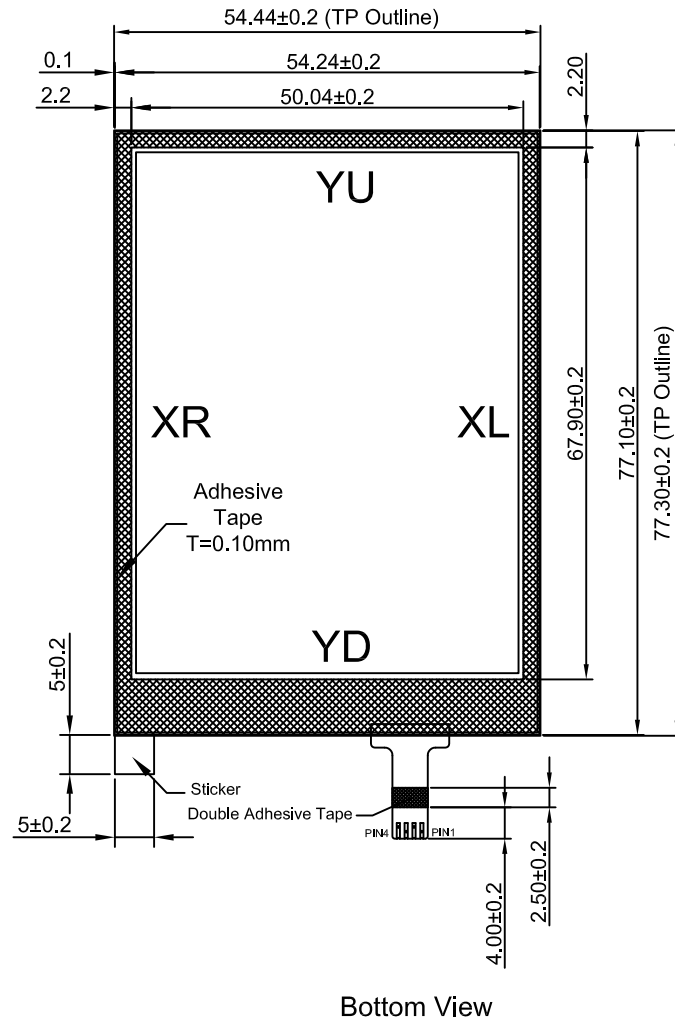 54.44±0.2 (TP Outline)
0.1
54.24±0.2
2.2
50.04±0.2
2.20
YU
XR
XL
67.90±0.2
77.10±0.2
77.30±0.2 (TP Outline)
Adhesive
Tape
T=0.10mm
YD
5±0.2
Sticker
Double Adhesive Tape
5±0.2
PIN4
PIN1
4.00±0.2
2.50±0.2
Bottom View